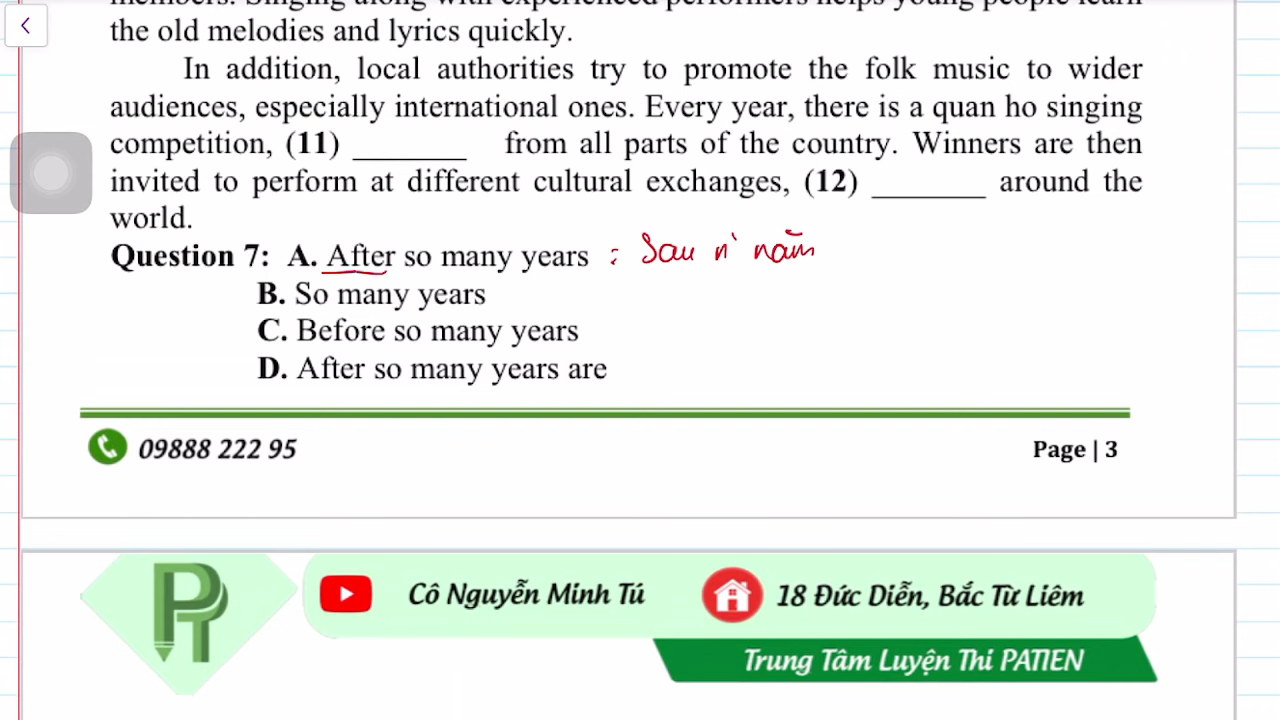 the old melodies and lyrics quickly.
In addition, local authorities try to promote the folk music to wider
audiences, especially international ones. Every year, there is a quan ho singing
competition, (11) ________ from all parts of the country. Winners are then
invited to perform at different cultural exchanges, (12) ________ around the
world.
Question 7: A. After so many years : Sau n` năm
B. So many years
C. Before so many years
D. After so many years are
09888 222 95
Page | 3
PT
Cô Nguyễn Minh Tú
18 Đức Diễn, Bắc Từ Liêm
Trung Tâm Luyện Thi PATIEN